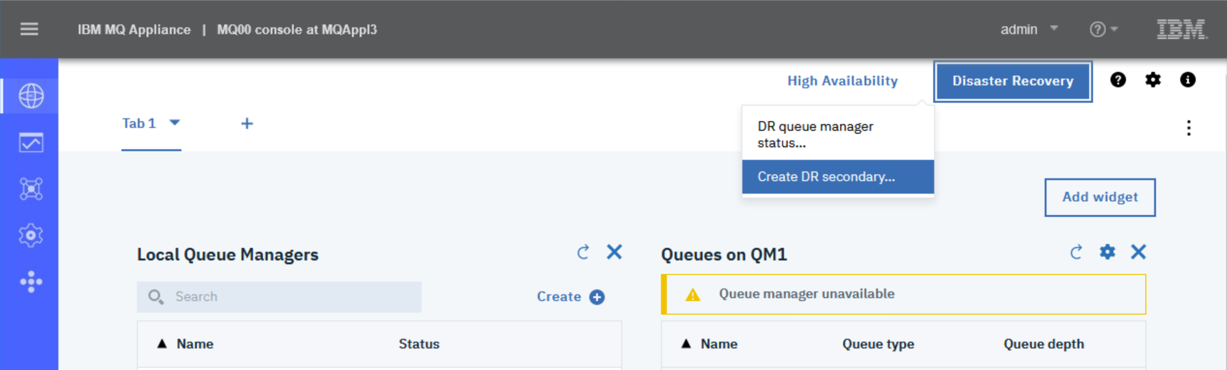 IBM MQ Appliance | MQ00 console at MQAppl3
admin
IBM
High Availability
Disaster Recovery
Tab 1
DR queue manager
status...
Create DR secondary...
Add widget
Local Queue Managers
Search
Create
Name Status
Queues on QM1
Queue manager unavailable
Name Queue type Queue depth